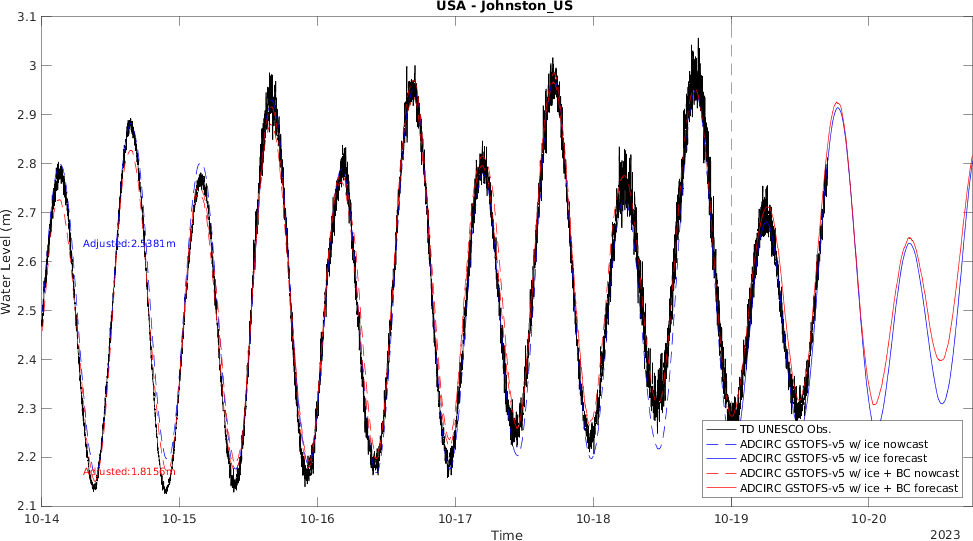 USA - Johnston_US
3.1
3
2.9
2.8
2.7
2.6
2.5
2.4
2.3
2.2
2.1
Water Level (m)
Adjusted:2.5381m
Adjusted:1.8156m
TD UNESCO Obs.
ADCIRC GSTOFS-v5 w/ ice nowcast
ADCIRC GSTOFS-v5 w/ ice forecast
ADCIRC GSTOFS-v5 w/ ice + BC nowcast
ADCIRC GSTOFS-v5 w/ ice + BC forecast
10-14 10-15 10-16 10-17 10-18 10-19 10-20
Time
2023